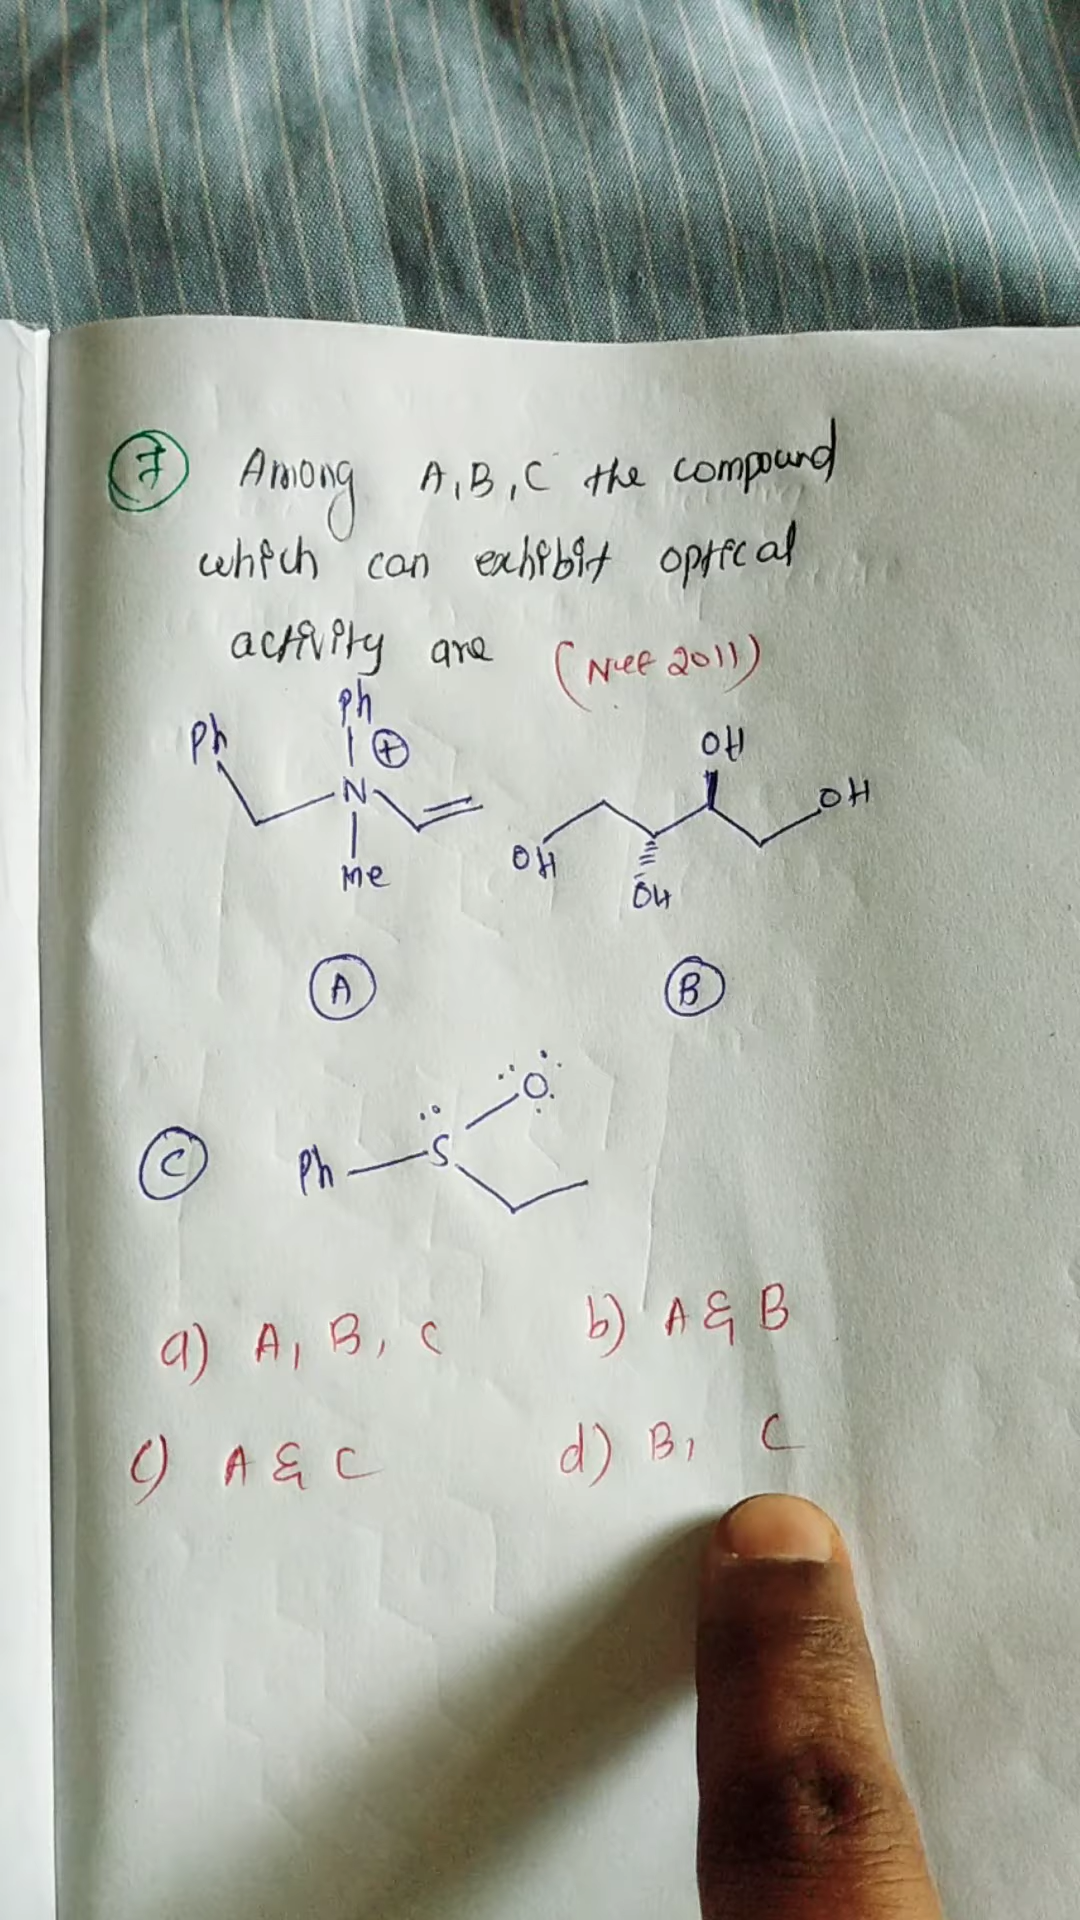 7 Among A, B, C the compound
which can exhibit optical
activity are (Nuef 2011)
Ph
Ph
+
N
Me
OH
OH
OH
OH
A
B
C
Ph
S
O
a) A, B, C b) A & B
c) A & C d) B, C